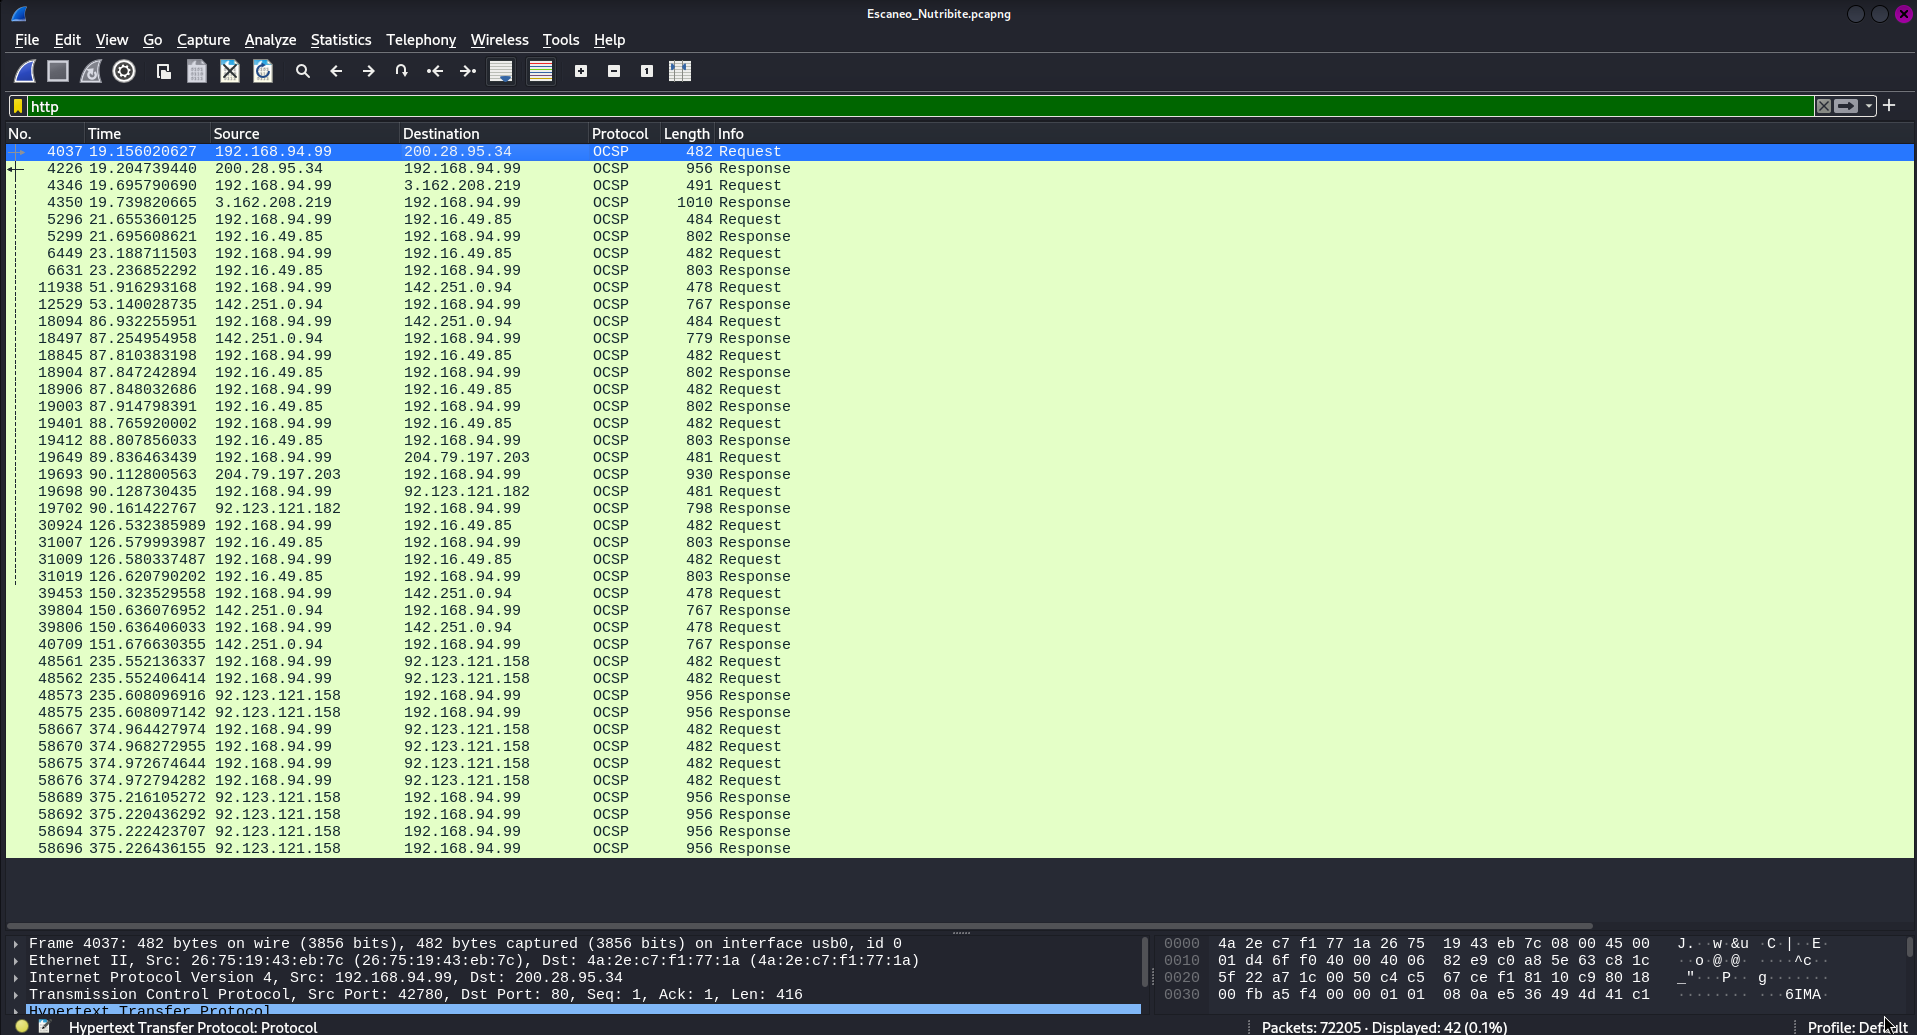 Escaneo_Nutribite.pcapng
File Edit View Go Capture Analyze Statistics Telephony Wireless Tools Help
http
No. Time Source Destination Protocol Length Info
4037 19.156020627 192.168.94.99 200.28.95.34 OCSP 482 Request
4226 19.204739440 200.28.95.34 192.168.94.99 OCSP 956 Response
4346 19.695790690 192.168.94.99 3.162.208.219 OCSP 491 Request
4350 19.739820665 3.162.208.219 192.168.94.99 OCSP 1010 Response
5296 21.655360125 192.168.94.99 192.16.49.85 OCSP 484 Request
5299 21.695608621 192.16.49.85 192.168.94.99 OCSP 802 Response
6449 23.188711503 192.168.94.99 192.16.49.85 OCSP 482 Request
6631 23.236852292 192.16.49.85 192.168.94.99 OCSP 803 Response
11938 51.916293168 192.168.94.99 142.251.0.94 OCSP 478 Request
12529 53.140028735 142.251.0.94 192.168.94.99 OCSP 767 Response
18094 86.932255951 192.168.94.99 142.251.0.94 OCSP 484 Request
18497 87.254954958 142.251.0.94 192.168.94.99 OCSP 779 Response
18845 87.810383198 192.168.94.99 192.16.49.85 OCSP 482 Request
18904 87.847242894 192.16.49.85 192.168.94.99 OCSP 802 Response
18906 87.848032686 192.168.94.99 192.16.49.85 OCSP 482 Request
19003 87.914798391 192.16.49.85 192.168.94.99 OCSP 802 Response
19401 88.765920002 192.168.94.99 192.16.49.85 OCSP 482 Request
19412 88.807856033 192.16.49.85 192.168.94.99 OCSP 803 Response
19649 89.836463439 192.168.94.99 204.79.197.203 OCSP 481 Request
19693 90.112800563 204.79.197.203 192.168.94.99 OCSP 930 Response
19698 90.128730435 192.168.94.99 92.123.121.182 OCSP 481 Request
19702 90.161422767 92.123.121.182 192.168.94.99 OCSP 798 Response
30924 126.532385989 192.168.94.99 192.16.49.85 OCSP 482 Request
31007 126.579993987 192.16.49.85 192.168.94.99 OCSP 803 Response
31009 126.580337487 192.168.94.99 192.16.49.85 OCSP 482 Request
31019 126.620790202 192.16.49.85 192.168.94.99 OCSP 803 Response
39453 150.323529558 192.168.94.99 142.251.0.94 OCSP 478 Request
39804 150.636076952 142.251.0.94 192.168.94.99 OCSP 767 Response
39806 150.636406033 192.168.94.99 142.251.0.94 OCSP 478 Request
40709 151.676630355 142.251.0.94 192.168.94.99 OCSP 767 Response
48561 235.552136337 192.168.94.99 92.123.121.158 OCSP 482 Request
48562 235.552406414 192.168.94.99 92.123.121.158 OCSP 482 Request
48573 235.608096916 92.123.121.158 192.168.94.99 OCSP 956 Response
48575 235.608097142 92.123.121.158 192.168.94.99 OCSP 956 Response
58667 374.964427974 192.168.94.99 92.123.121.158 OCSP 482 Request
58670 374.968272955 192.168.94.99 92.123.121.158 OCSP 482 Request
58675 374.972674644 192.168.94.99 92.123.121.158 OCSP 482 Request
58676 374.972794282 192.168.94.99 92.123.121.158 OCSP 482 Request
58689 375.216105272 92.123.121.158 192.168.94.99 OCSP 956 Response
58692 375.220436292 92.123.121.158 192.168.94.99 OCSP 956 Response
58694 375.222423707 92.123.121.158 192.168.94.99 OCSP 956 Response
58696 375.226436155 92.123.121.158 192.168.94.99 OCSP 956 Response
Frame 4037: 482 bytes on wire (3856 bits), 482 bytes captured (3856 bits) on interface usb0, id 0
Ethernet II, Src: 26:75:19:43:eb:7c (26:75:19:43:eb:7c), Dst: 4a:2e:c7:f1:77:1a (4a:2e:c7:f1:77:1a)
Internet Protocol Version 4, Src: 192.168.94.99, Dst: 200.28.95.34
Transmission Control Protocol, Src Port: 42780, Dst Port: 80, Seq: 1, Ack: 1, Len: 416
Hypertext Transfer Protocol
0000 4a 2e c7 f1 77 1a 26 75 19 43 eb 7c 08 00 45 00 J.··w·&u ·C·|··E·
0010 01 d4 6f f0 40 00 40 06 82 e9 c0 a8 5e 63 c8 1c ··o·@·@· ····^c··
0020 5f 22 a7 1c 00 50 c4 c5 67 ce f1 81 10 c9 80 18 _"···P·· g·······
0030 00 fb a5 f4 00 00 01 01 08 0a e5 36 49 4d 41 c1 ········ ···6IMA·
Hypertext Transfer Protocol: Protocol
Packets: 72205 · Displayed: 42 (0.1%)
Profile: Default